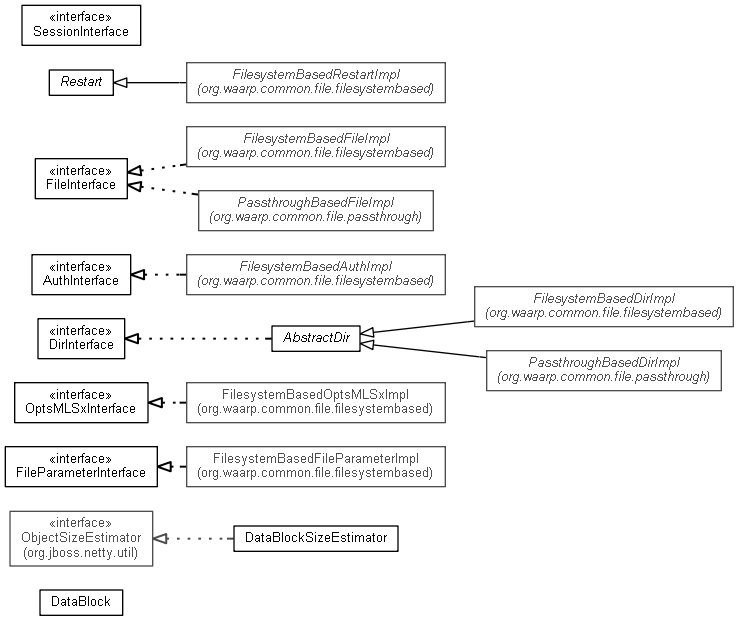 «interface»
SessionInterface
Restart
FilesystemBasedRestartImpl
(org.waarp.common.file.filesystembased)
«interface»
FileInterface
FilesystemBasedFileImpl
(org.waarp.common.file.filesystembased)
PassthroughBasedFileImpl
(org.waarp.common.file.passthrough)
«interface»
AuthInterface
FilesystemBasedAuthImpl
(org.waarp.common.file.filesystembased)
«interface»
DirInterface
AbstractDir
FilesystemBasedDirImpl
(org.waarp.common.file.filesystembased)
PassthroughBasedDirImpl
(org.waarp.common.file.passthrough)
«interface»
OptsMLSxInterface
FilesystemBasedOptsMLSxImpl
(org.waarp.common.file.filesystembased)
«interface»
FileParameterInterface
FilesystemBasedFileParameterImpl
(org.waarp.common.file.filesystembased)
«interface»
ObjectSizeEstimator
(org.jboss.netty.util)
DataBlockSizeEstimator
DataBlock